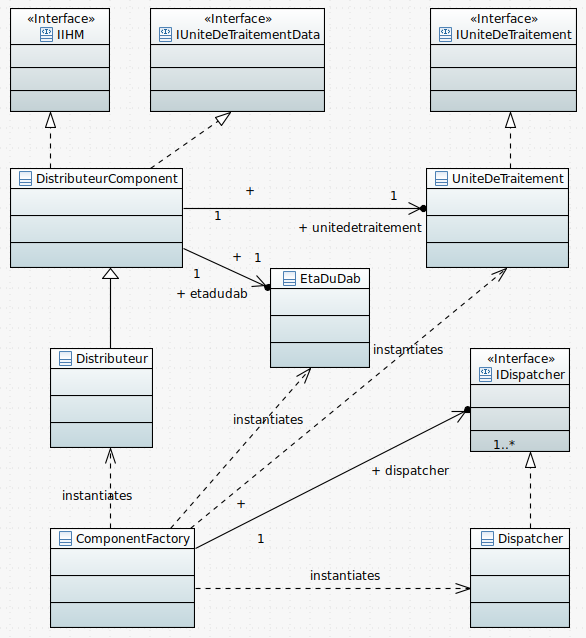 «Interface»
IIHM
«Interface»
IUniteDeTraitementData
«Interface»
IUniteDeTraitement
DistributeurComponent
UniteDeTraitement
+
1
1
+ unitedetraitement
+
1
1
+ etadudab
EtaDuDab
instantiates
Distributeur
«Interface»
IDispatcher
instantiates
1..*
+ dispatcher
instantiates
+
1
ComponentFactory
Dispatcher
instantiates